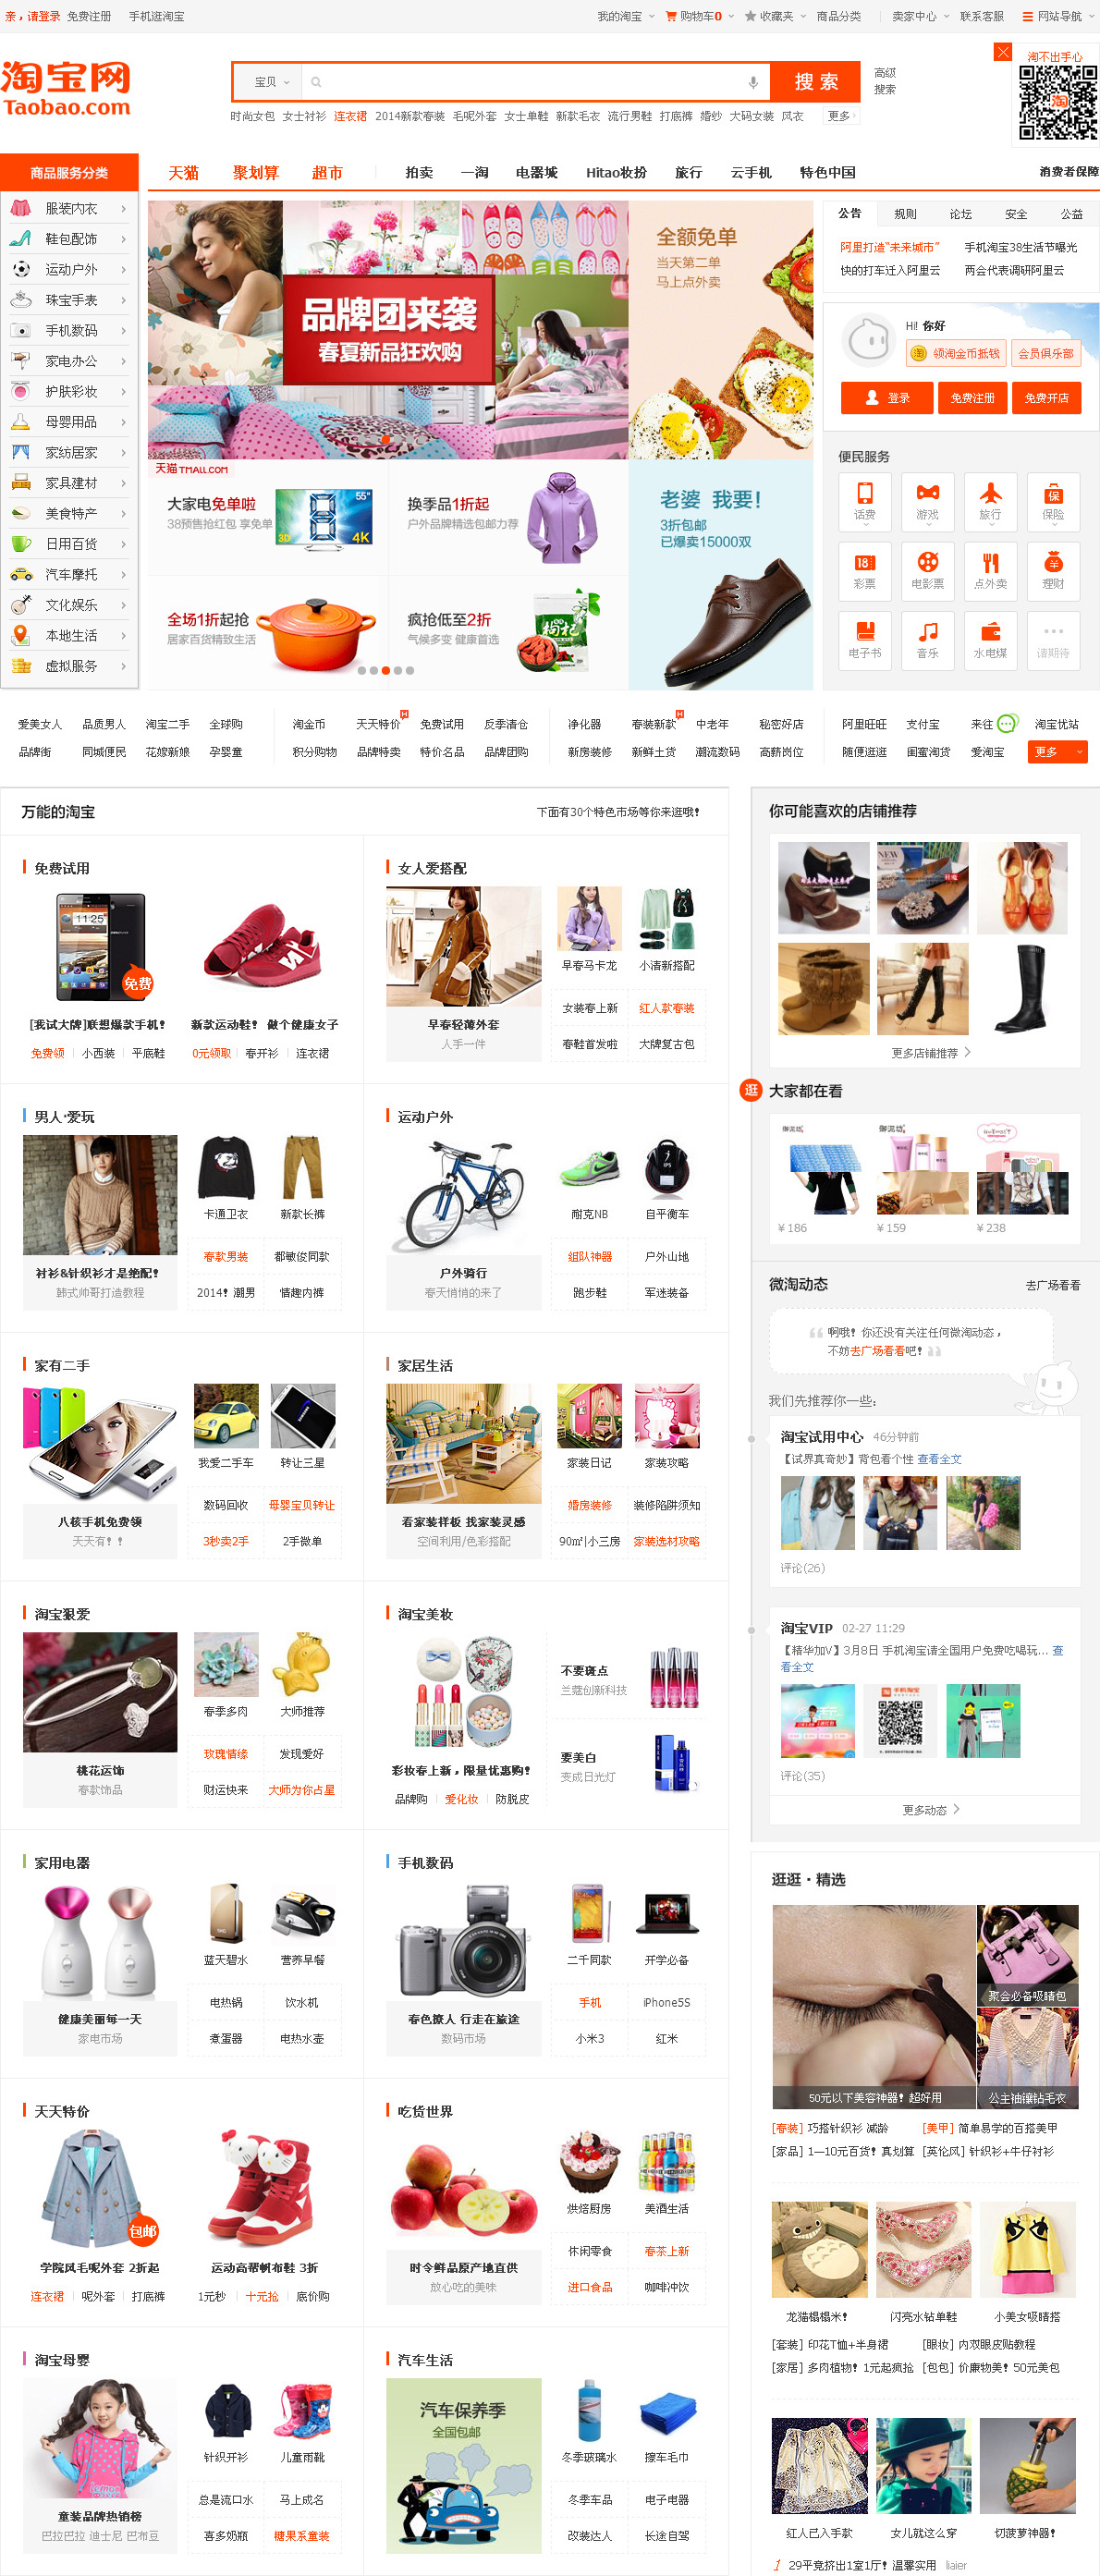 亲，请登录 免费注册 手机逛淘宝
我的淘宝 购物车0 收藏夹 商品分类 卖家中心 联系客服 网站导航
淘宝网
Taobao.com
宝贝
搜索
高级
搜索
淘不出手心
时尚女包 女士衬衫 连衣裙 2014新款春装 毛呢外套 女士单鞋 新款毛衣 流行男鞋 打底裤 婚纱 大码女装 风衣 更多
商品服务分类
天猫 聚划算 超市 拍卖 一淘 电器城 Hitao妆扮 旅行 云手机 特色中国 消费者保障
服装内衣
鞋包配饰
运动户外
珠宝手表
手机数码
家电办公
护肤彩妆
母婴用品
家纺居家
家具建材
美食特产
日用百货
汽车摩托
文化娱乐
本地生活
虚拟服务
品牌团来袭
春夏新品狂欢购
全额免单
当天第二单
马上点外卖
天猫TMALL.COM
大家电免单啦
38预售抢红包 享免单
55"
3D
4K
换季品1折起
户外品牌精选包邮力荐
全场1折起抢
居家百货精致生活
疯抢低至2折
气候多变 健康首选
枸杞
老婆 我要!
3折包邮
已爆卖15000双
公告 规则 论坛 安全 公益
阿里打造"未来城市" 手机淘宝38生活节曝光
快的打车迁入阿里云 两会代表调研阿里云
Hi! 你好
领淘金币抵钱 会员俱乐部
登录 免费注册 免费开店
便民服务
话费 游戏 旅行 保险
彩票 电影票 点外卖 理财
电子书 音乐 水电煤 请期待
爱美女人 品质男人 淘宝二手 全球购 淘金币 天天特价 免费试用 反季清仓 净化器 春装新款 中老年 秘密好店 阿里旺旺 支付宝 来往 淘宝优站
品牌街 同城便民 花嫁新娘 孕婴童 积分购物 品牌特卖 特价名品 品牌团购 新房装修 新鲜土货 潮流数码 高薪岗位 随便逛逛 闺蜜淘货 爱淘宝 更多
万能的淘宝
下面有30个特色市场等你来逛哦！
免费试用
免费
[我试大牌]联想爆款手机！ 新款运动鞋！ 做个健康女子
免费领 小西装 平底鞋 0元领取 春开衫 连衣裙
女人爱搭配
早春马卡龙 小清新搭配
女装春上新 红人款春装
早春轻薄外套
人手一件
春鞋首发啦 大牌复古包
男人·爱玩
卡通卫衣 新款长裤
春款男装 都敏俊同款
衬衫&针织衫才是绝配！
韩式帅哥打造教程
2014！潮男 情趣内裤
运动户外
耐克NB 自平衡车
组队神器 户外山地
户外骑行
春天悄悄的来了
跑步鞋 军迷装备
家有二手
我爱二手车 转让三星
数码回收 母婴宝贝转让
八核手机免费领
天天有！！
3秒卖2手 2手微单
家居生活
家装日记 家装攻略
婚房装修 装修陷阱须知
看家装样板 找家装灵感
空间利用/色彩搭配
90㎡|小三房 家装选材攻略
淘宝狠爱
春季多肉 大师推荐
玫瑰情缘 发现爱好
桃花运饰
春款饰品
财运快来 大师为你占星
淘宝美妆
不要斑点
兰蔻创新科技
要美白
变成日光灯
彩妆春上新，限量优惠购！
品牌购 爱化妆 防脱皮
家用电器
蓝天碧水 营养早餐
电热锅 饮水机
健康美丽每一天
家电市场
煮蛋器 电热水壶
手机数码
二千同款 开学必备
手机 iPhone5S
春色撩人 行走在旅途
数码市场
小米3 红米
天天特价
包邮
学院风毛呢外套 2折起 运动高帮帆布鞋 3折
连衣裙 呢外套 打底裤 1元秒 十元抢 底价购
吃货世界
烘焙厨房 美酒生活
休闲零食 春茶上新
时令鲜品原产地直供
放心吃的美味
进口食品 咖啡冲饮
淘宝母婴
针织开衫 儿童雨靴
总是流口水 马上成名
童装品牌热销榜
巴拉巴拉 迪士尼 巴布豆
喜多奶瓶 糖果系童装
汽车生活
汽车保养季
全国包邮
冬季玻璃水 擦车毛巾
冬季车品 电子电器
改装达人 长途自驾
你可能喜欢的店铺推荐
更多店铺推荐
逛
大家都在看
御泥坊 御泥坊
¥ 186 ¥ 159 ¥ 238
微淘动态
去广场看看
啊哦！你还没有关注任何微淘动态，
不妨去广场看看吧！
我们先推荐你一些：
淘宝试用中心 46分钟前
【试界真奇妙】背包看个性 查看全文
评论(26)
淘宝VIP 02-27 11:29
【精华加V】3月8日 手机淘宝请全国用户免费吃喝玩... 查
看全文
手机淘宝
评论(35)
更多动态
逛逛·精选
聚会必备吸睛包
50元以下美容神器！超好用
公主袖镶钻毛衣
[春装] 巧搭针织衫 减龄 [美甲] 简单易学的百搭美甲
[家品] 1—10元百货！真划算 [英伦风] 针织衫+牛仔衬衫
龙猫榻榻米！ 闪亮水钻单鞋 小美女吸睛搭
[套装] 印花T恤+半身裙 [眼妆] 内双眼皮贴教程
[家居] 多肉植物！1元起疯抢 [包包] 价廉物美！50元美包
红人已入手款 女儿就这么穿 切菠萝神器！
1 29平竟挤出1室1厅！温馨实用 liaier